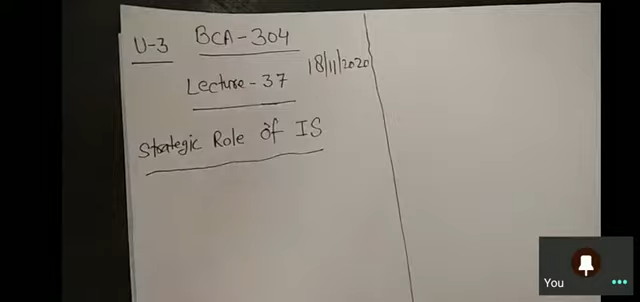 U-3 BCA-304
Lecture-37
18/11/2020
Strategic Role of IS
You